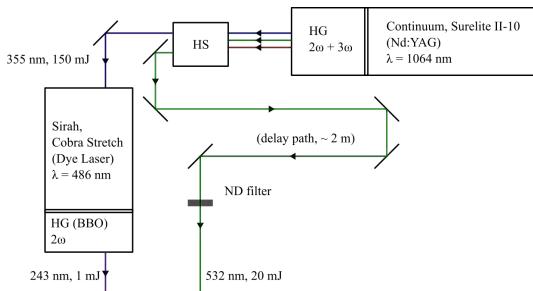 HS
HG
2ω + 3ω
Continuum, Surelite II-10
(Nd:YAG)
λ = 1064 nm
355 nm, 150 mJ
Sirah,
Cobra Stretch
(Dye Laser)
λ = 486 nm
(delay path, ~ 2 m)
ND filter
HG (BBO)
2ω
243 nm, 1 mJ
532 nm, 20 mJ